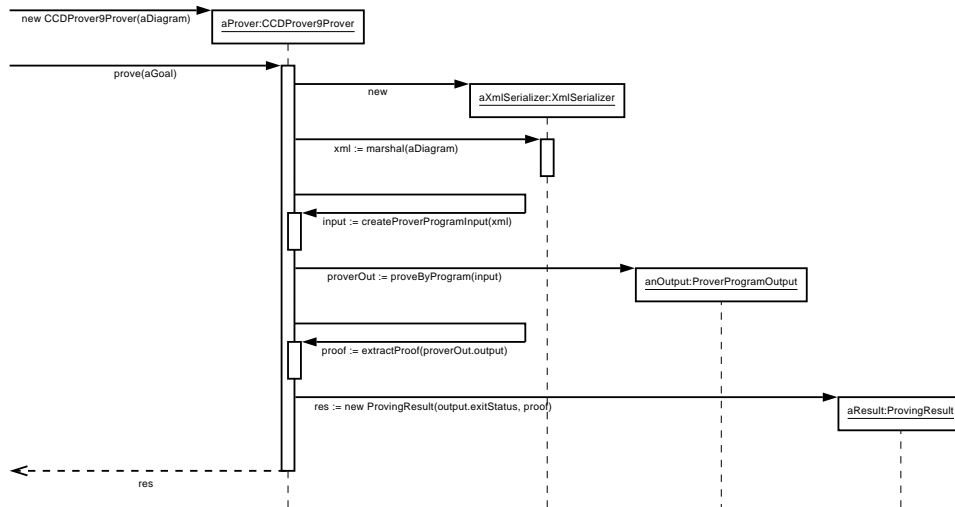 new CCDProver9Prover(aDiagram)
aProver:CCDProver9Prover
prove(aGoal)
new
aXmlSerializer:XmlSerializer
xml := marshal(aDiagram)
input := createProverProgramInput(xml)
proverOut := proveByProgram(input)
anOutput:ProverProgramOutput
proof := extractProof(proverOut.output)
res := new ProvingResult(output.exitStatus, proof)
aResult:ProvingResult
res